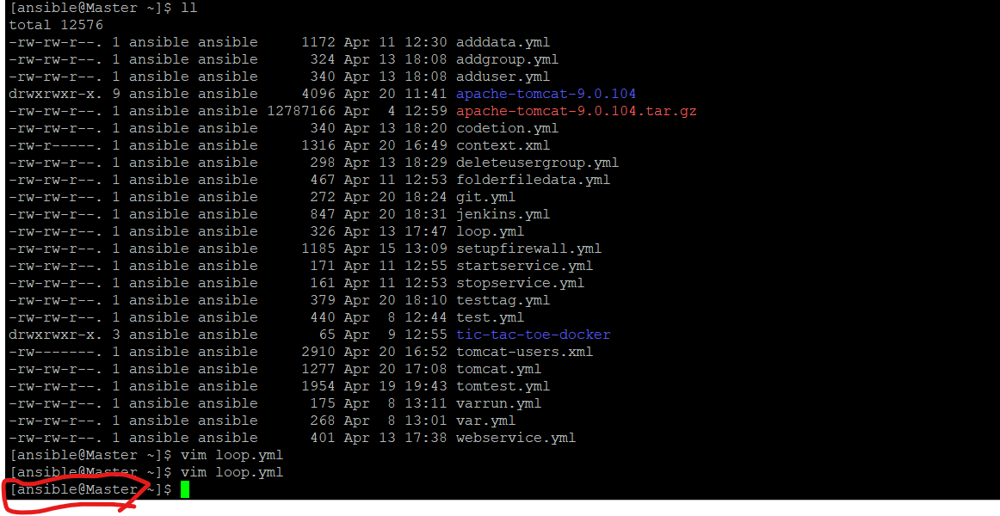 [ansible@Master ~]$ ll
total 12576
-rw-rw-r--. 1 ansible ansible     1172 Apr 11 12:30 adddata.yml
-rw-rw-r--. 1 ansible ansible      324 Apr 13 18:08 addgroup.yml
-rw-rw-r--. 1 ansible ansible      340 Apr 13 18:08 adduser.yml
drwxrwxr-x. 9 ansible ansible     4096 Apr 20 11:41 apache-tomcat-9.0.104
-rw-rw-r--. 1 ansible ansible 12787166 Apr  4 12:59 apache-tomcat-9.0.104.tar.gz
-rw-rw-r--. 1 ansible ansible      340 Apr 13 18:20 codetion.yml
-rw-r-----. 1 ansible ansible     1316 Apr 20 16:49 context.xml
-rw-rw-r--. 1 ansible ansible      298 Apr 13 18:29 deleteusergroup.yml
-rw-rw-r--. 1 ansible ansible      467 Apr 11 12:53 folderfiledata.yml
-rw-rw-r--. 1 ansible ansible      272 Apr 20 18:24 git.yml
-rw-rw-r--. 1 ansible ansible      847 Apr 20 18:31 jenkins.yml
-rw-rw-r--. 1 ansible ansible      326 Apr 13 17:47 loop.yml
-rw-rw-r--. 1 ansible ansible     1185 Apr 15 13:09 setupfirewall.yml
-rw-rw-r--. 1 ansible ansible      171 Apr 11 12:55 startservice.yml
-rw-rw-r--. 1 ansible ansible      161 Apr 11 12:53 stopservice.yml
-rw-rw-r--. 1 ansible ansible      379 Apr 20 18:10 testtag.yml
-rw-rw-r--. 1 ansible ansible      440 Apr  8 12:44 test.yml
drwxrwxr-x. 3 ansible ansible       65 Apr  9 12:55 tic-tac-toe-docker
-rw-------. 1 ansible ansible     2910 Apr 20 16:52 tomcat-users.xml
-rw-rw-r--. 1 ansible ansible     1277 Apr 20 17:08 tomcat.yml
-rw-rw-r--. 1 ansible ansible     1954 Apr 19 19:43 tomtest.yml
-rw-rw-r--. 1 ansible ansible      175 Apr  8 13:11 varrun.yml
-rw-rw-r--. 1 ansible ansible      268 Apr  8 13:01 var.yml
-rw-rw-r--. 1 ansible ansible      401 Apr 13 17:38 webservice.yml
[ansible@Master ~]$ vim loop.yml
[ansible@Master ~]$ vim loop.yml
[ansible@Master ~]$